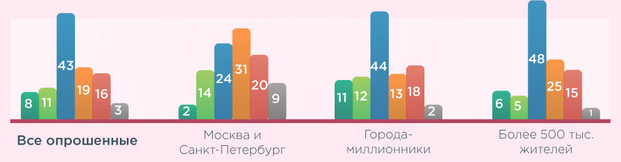 8 11 43 19 16 3
2 14 24 31 20 9
11 12 44 13 18 2
6 5 48 25 15 1
Все опрошенные
Москва и
Санкт-Петербург
Города-
миллионники
Более 500 тыс.
жителей